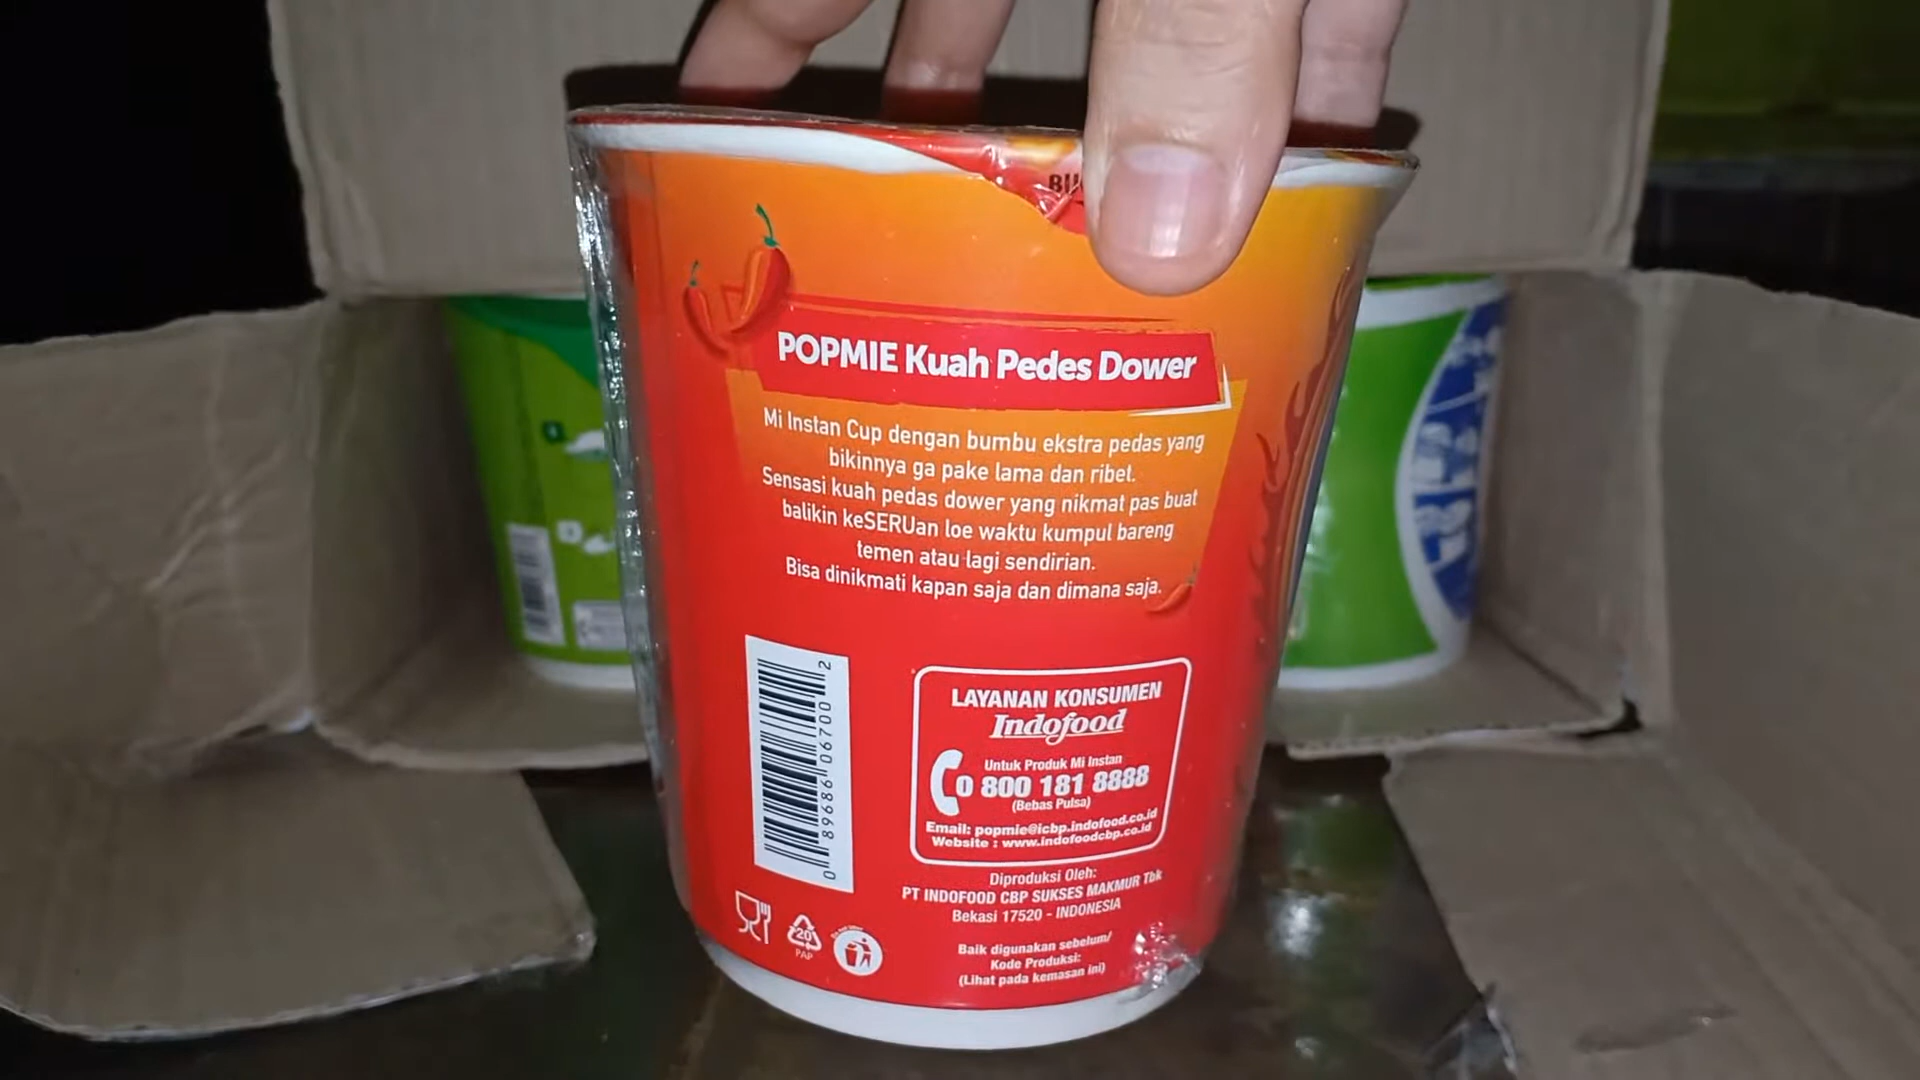 POPMIE Kuah Pedes Dower
Mi Instan Cup dengan bumbu ekstra pedas yang
bikinnya ga pake lama dan ribet.
Sensasi kuah pedas dower yang nikmat pas buat
balikin keSERUan loe waktu kumpul bareng
temen atau lagi sendirian.
Bisa dinikmati kapan saja dan dimana saja.
0 89686 06700 2
LAYANAN KONSUMEN
Indofood
Untuk Produk Mi Instan
0 800 181 8888
(Bebas Pulsa)
Email: popmie@icbp.indofood.co.id
Website : www.indofoodcbp.co.id
Diproduksi Oleh:
PT INDOFOOD CBP SUKSES MAKMUR Tbk
Bekasi 17520 - INDONESIA
20
PAP
Baik digunakan sebelum/
Kode Produksi:
(Lihat pada kemasan ini)